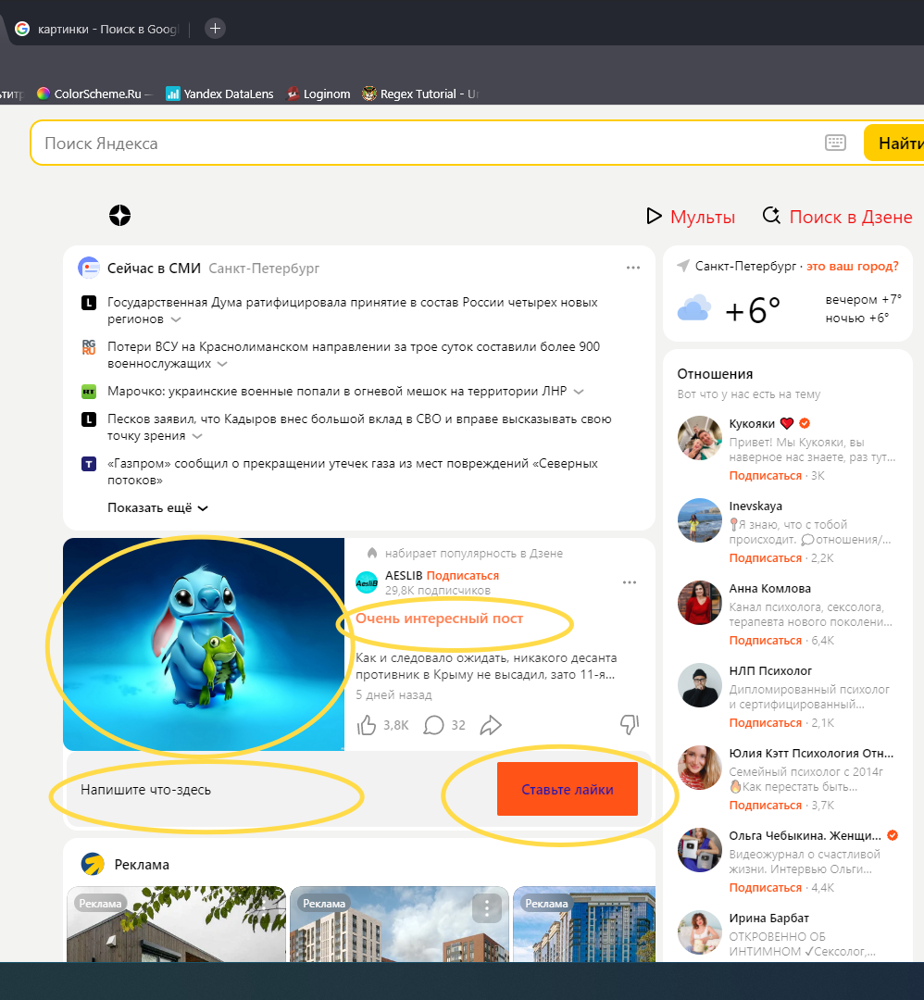 картинки - Поиск в Googl
ColorScheme.Ru —
Yandex DataLens
Loginom
Regex Tutorial - Un
Поиск Яндекса
Найти
Мульты
Поиск в Дзене
Сейчас в СМИ Санкт-Петербург
L
Государственная Дума ратифицировала принятие в состав России четырех новых
регионов
RG
RU
Потери ВСУ на Краснолиманском направлении за трое суток составили более 900
военнослужащих
RT
Марочко: украинские военные попали в огневой мешок на территории ЛНР
L
Песков заявил, что Кадыров внес большой вклад в СВО и вправе высказывать свою
точку зрения
T
«Газпром» сообщил о прекращении утечек газа из мест повреждений «Северных
потоков»
Показать ещё
набирает популярность в Дзене
AesliB
AESLIB Подписаться
29,8K подписчиков
Очень интересный пост
Как и следовало ожидать, никакого десанта
противник в Крыму не высадил, зато 11-я...
5 дней назад
3,8K
32
Напишите что-здесь
Ставьте лайки
Реклама
Реклама
Реклама
Реклама
Санкт-Петербург · это ваш город?
+6°
вечером +7°
ночью +6°
Отношения
Вот что у нас есть на тему
Кукояки
Привет! Мы Кукояки, вы
наверное нас знаете, раз тут...
Подписаться · 3K
Inevskaya
Я знаю, что с тобой
происходит. отношения/...
Подписаться · 2,2K
Анна Комлова
Канал психолога, сексолога,
терапевта нового поколени...
Подписаться · 6,4K
НЛП Психолог
Дипломированный психолог
и сертифицированный...
Подписаться · 2,1K
Юлия Кэтт Психология Отн...
Семейный психолог с 2014г
Как перестать быть...
Подписаться · 3,7K
Ольга Чебыкина. Женщи...
Видеожурнал о счастливой
жизни. Интервью Ольги...
Подписаться · 4,4K
Ирина Барбат
ОТКРОВЕННО ОБ
ИНТИМНОМ ✓Сексолог,...